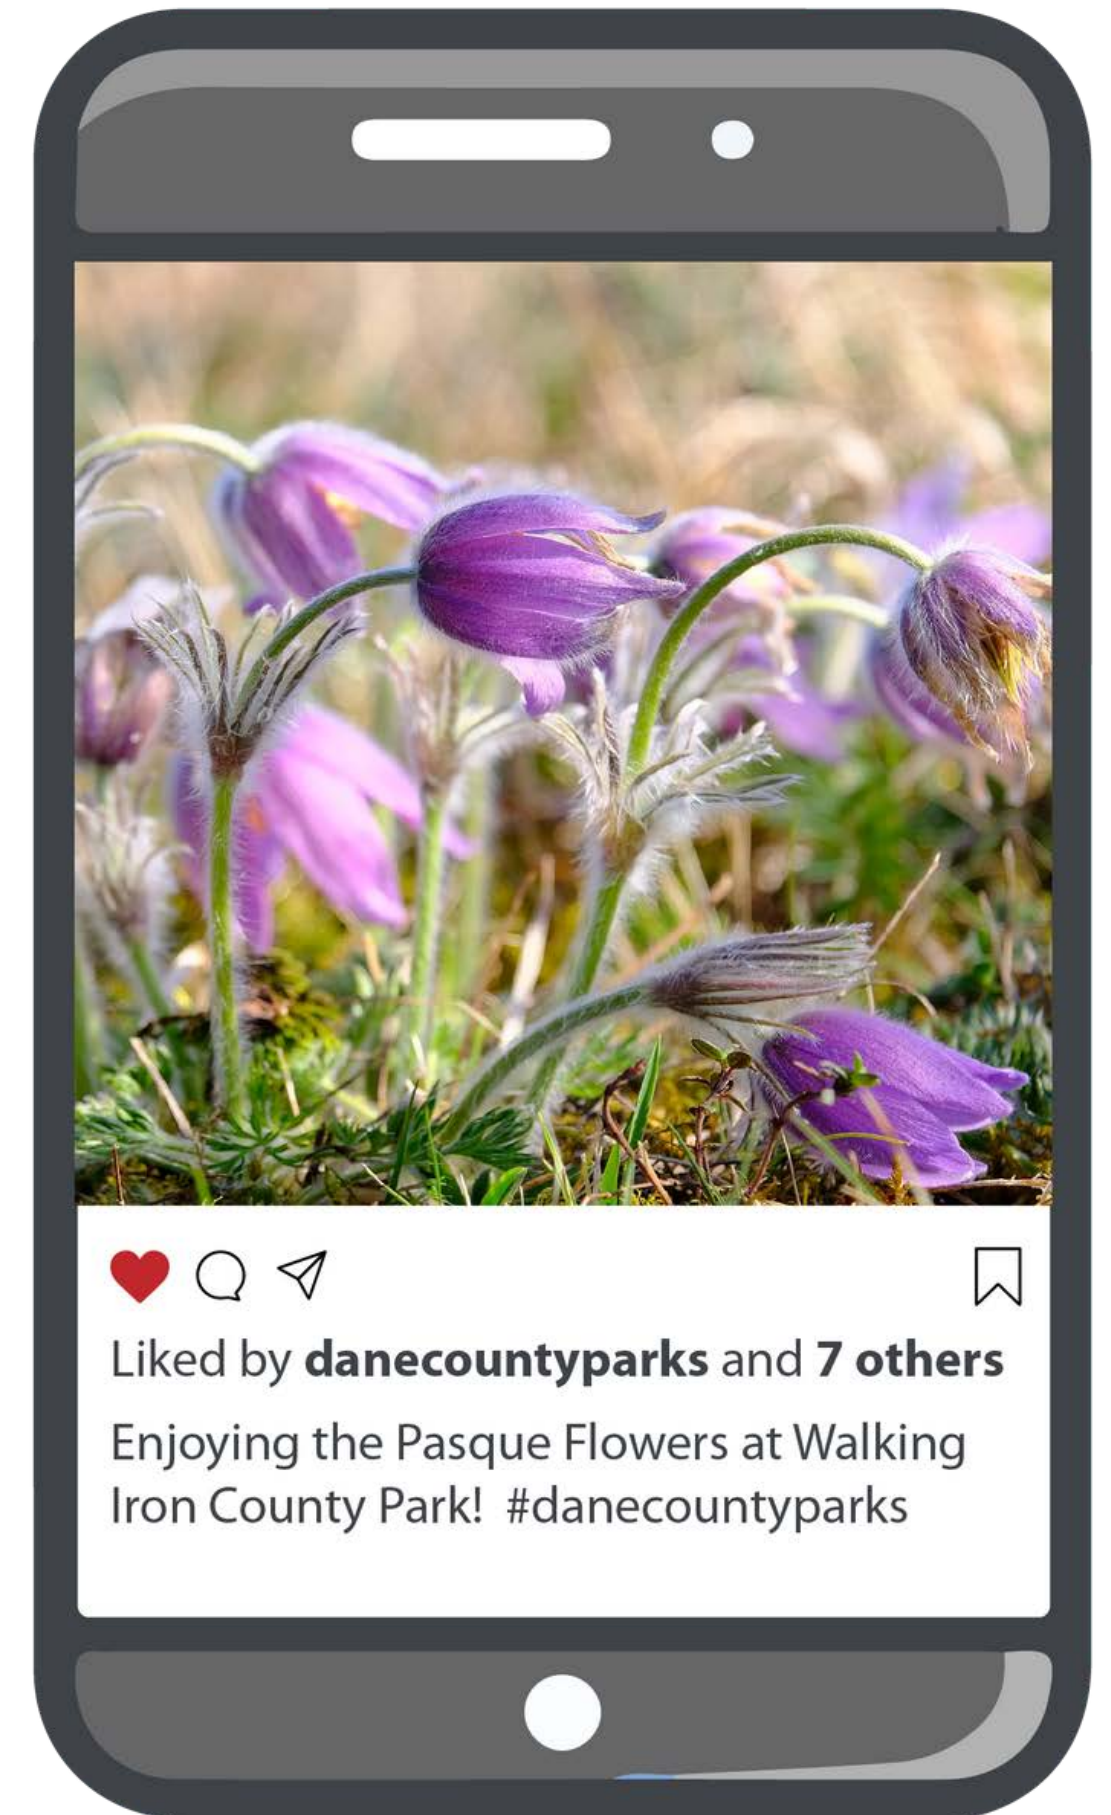 Liked by danecountyparks and 7 others
Enjoying the Pasque Flowers at Walking
Iron County Park!  #danecountyparks